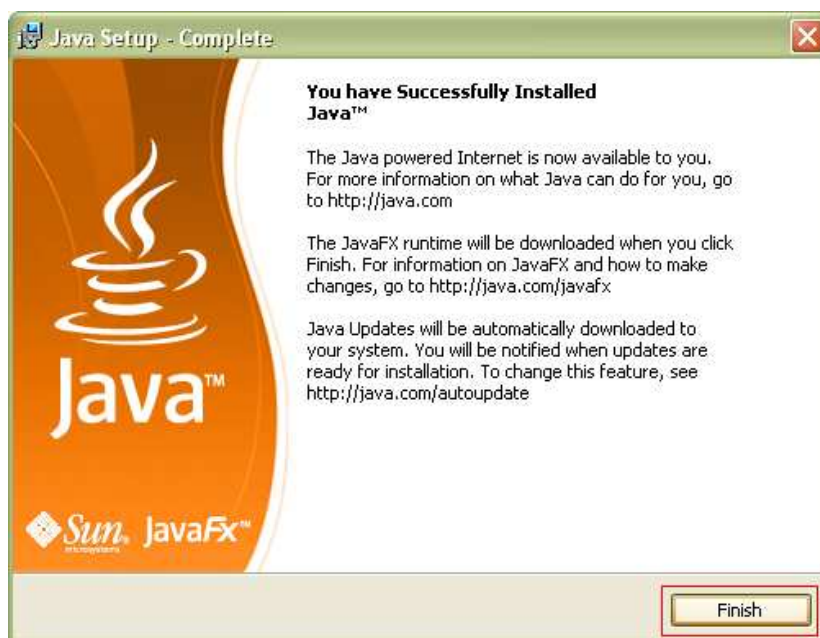 Java Setup - Complete
You have Successfully Installed
Java™
The Java powered Internet is now available to you.
For more information on what Java can do for you, go
to http://java.com
The JavaFX runtime will be downloaded when you click
Finish. For information on JavaFX and how to make
changes, go to http://java.com/javafx
Java Updates will be automatically downloaded to
your system. You will be notified when updates are
ready for installation. To change this feature, see
http://java.com/autoupdate
Java™
Sun
microsystems
JavaFx™
Finish